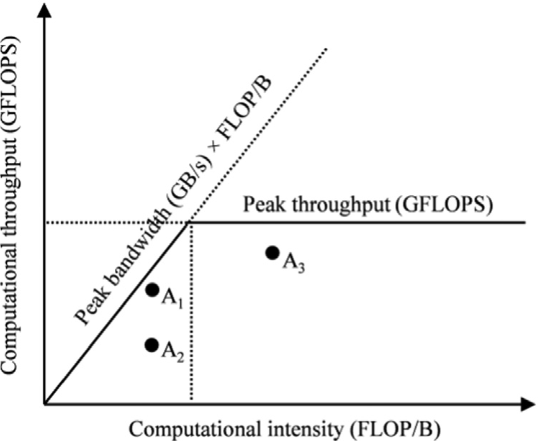 Computational throughput (GFLOPS)
Peak bandwidth (GB/s) × FLOP/B
Peak throughput (GFLOPS)
A3
A1
A2
Computational intensity (FLOP/B)